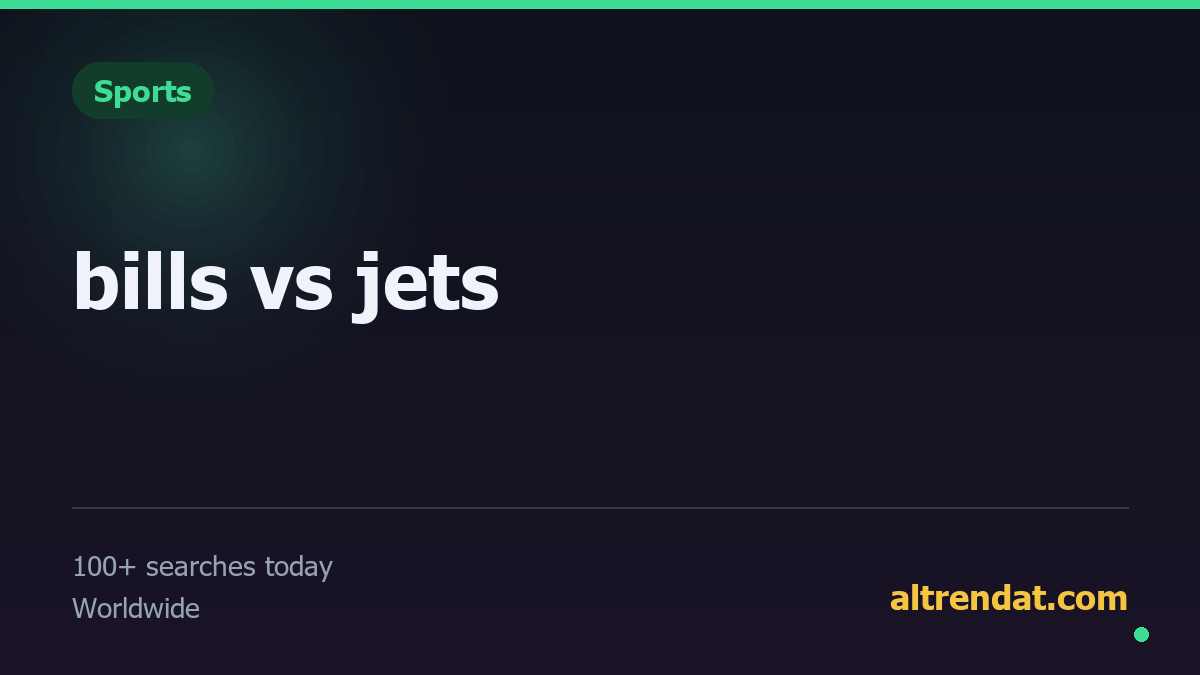 Sports
bills vs jets
100+ searches today
Worldwide
altrendat.com